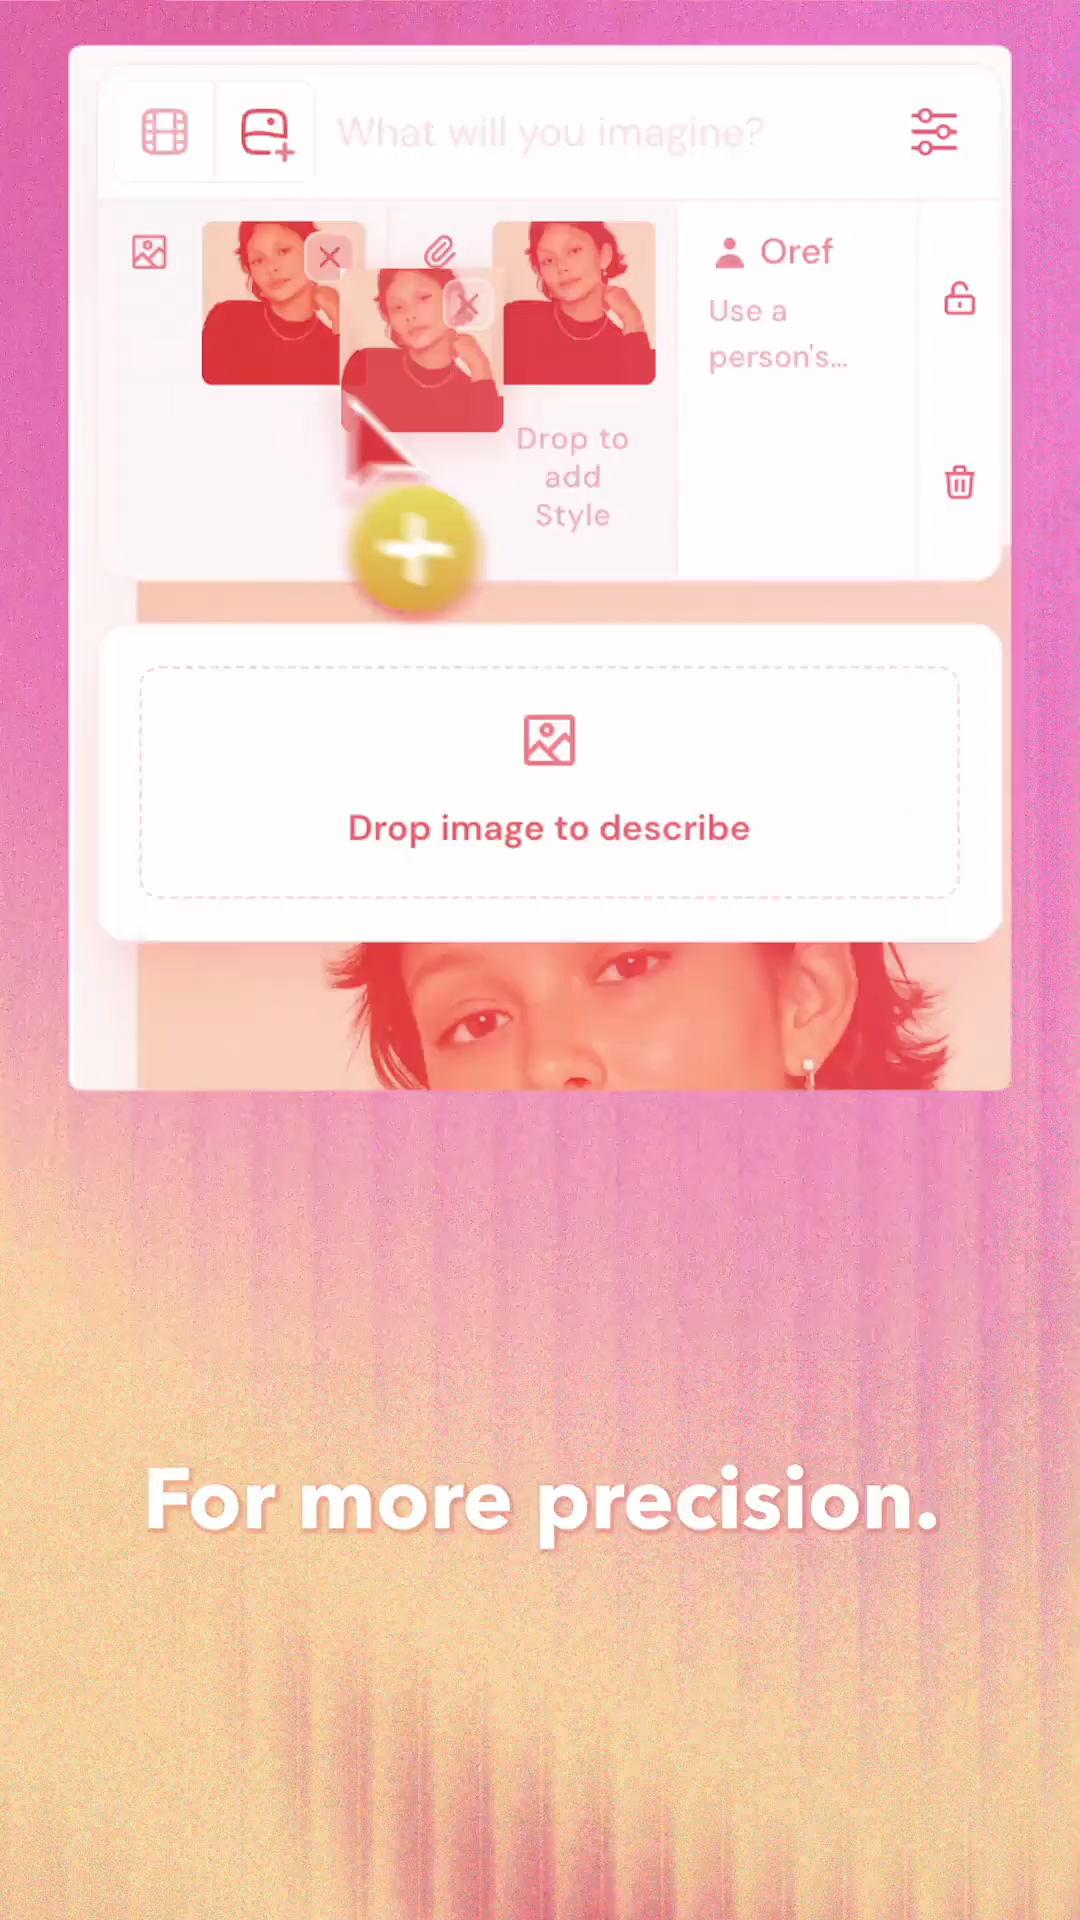 What will you imagine?
Oref
Use a
person's...
Drop to
add
Style
Drop image to describe
For more precision.